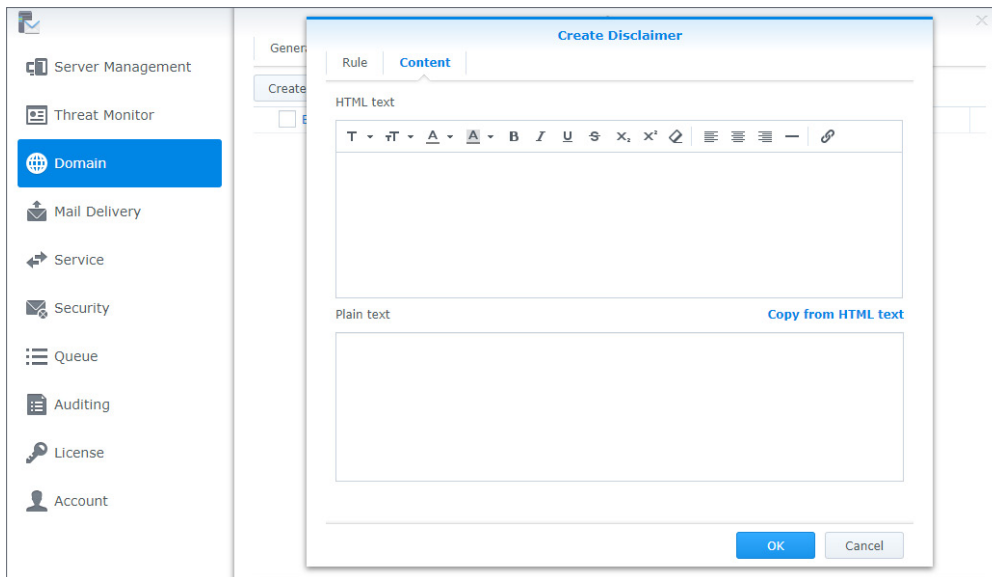 Create Disclaimer
Server Management
Threat Monitor
Domain
Mail Delivery
Service
Security
Queue
Auditing
License
Account
Gener
Create
Rule
Content
HTML text
Plain text
Copy from HTML text
OK
Cancel